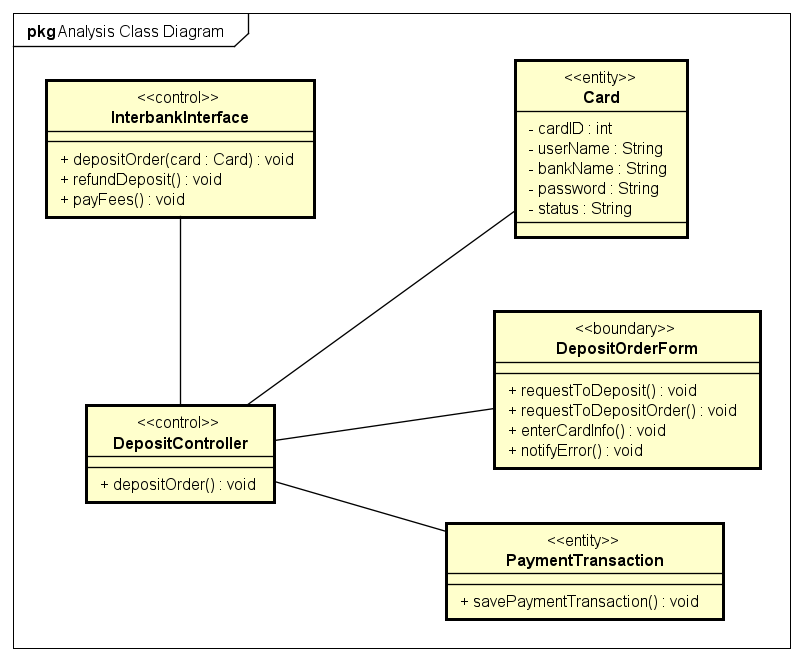 pkg Analysis Class Diagram
<<control>>
InterbankInterface
+ depositOrder(card : Card) : void
+ refundDeposit() : void
+ payFees() : void
<<entity>>
Card
- cardID : int
- userName : String
- bankName : String
- password : String
- status : String
<<boundary>>
DepositOrderForm
+ requestToDeposit() : void
+ requestToDepositOrder() : void
+ enterCardInfo() : void
+ notifyError() : void
<<control>>
DepositController
+ depositOrder() : void
<<entity>>
PaymentTransaction
+ savePaymentTransaction() : void